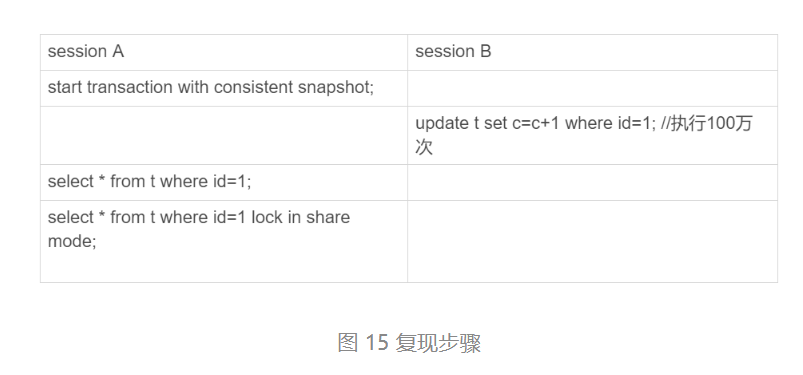 session A
session B
start transaction with consistent snapshot;
update t set c=c+1 where id=1; //执行100万
次
select * from t where id=1;
select * from t where id=1 lock in share
mode;
图 15 复现步骤